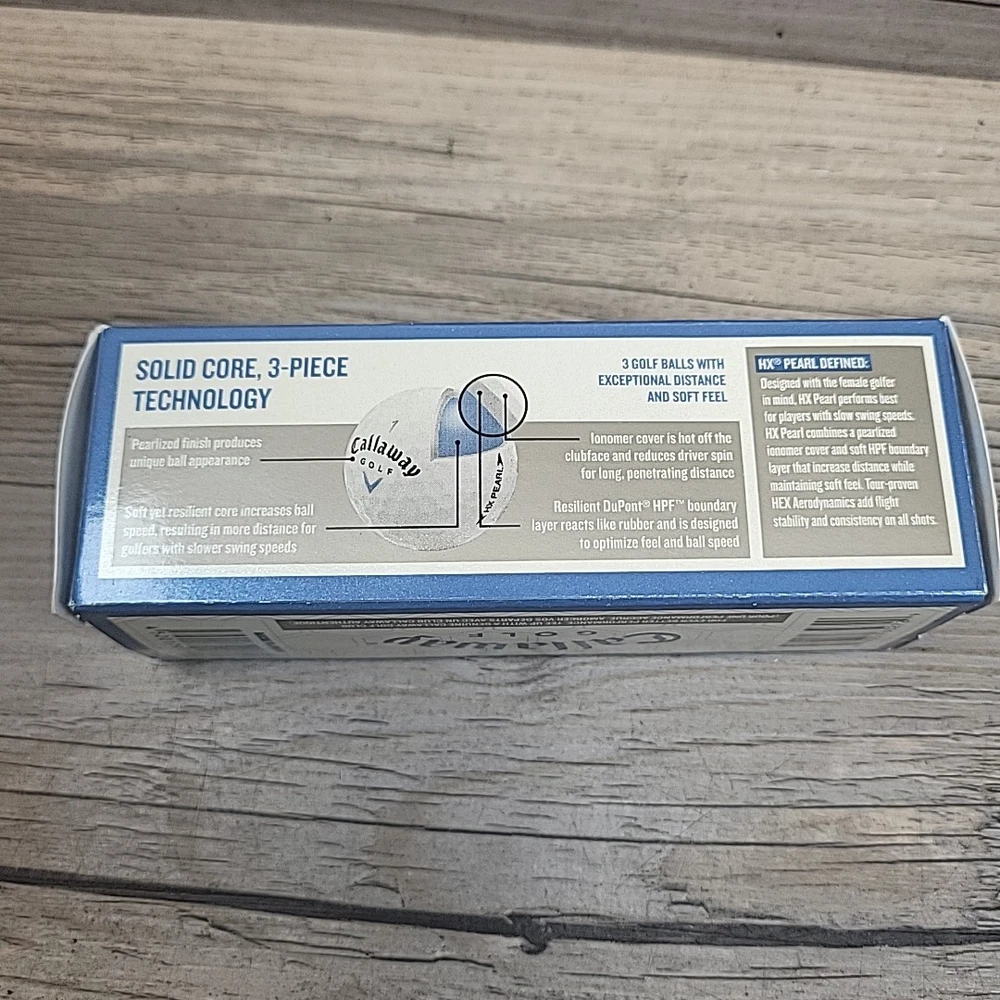 SOLID CORE, 3-PIECE
TECHNOLOGY
Pearlized finish produces
unique ball appearance
Soft yet resilient core increases ball
speed, resulting in more distance for
golfers with slower swing speeds
1
Callaway
GOLF
HX PEARL
3 GOLF BALLS WITH
EXCEPTIONAL DISTANCE
AND SOFT FEEL
Ionomer cover is hot off the
clubface and reduces driver spin
for long, penetrating distance
Resilient DuPont® HPF™ boundary
layer reacts like rubber and is designed
to optimize feel and ball speed
HX® PEARL DEFINED:
Designed with the female golfer
in mind, HX Pearl performs best
for players with slow swing speeds.
HX Pearl combines a pearlized
ionomer cover and soft HPF boundary
layer that increase distance while
maintaining soft feel. Tour-proven
HEX Aerodynamics add flight
stability and consistency on all shots.
Callaway
GOLF